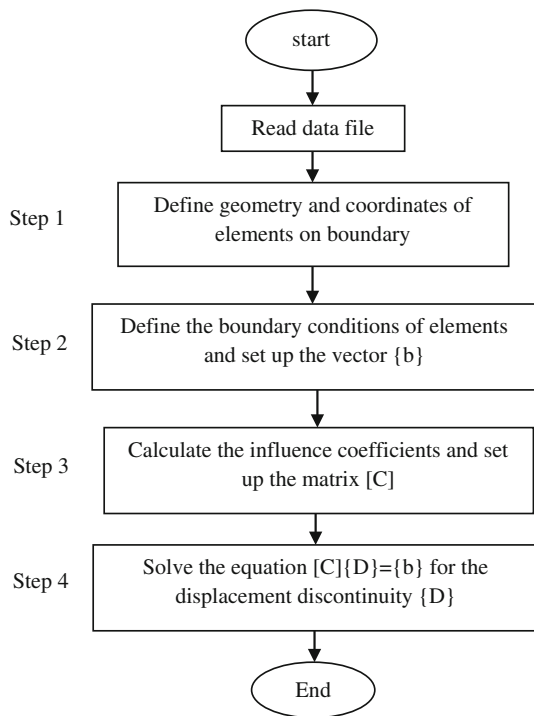 start
Read data file
Step 1
Define geometry and coordinates of
elements on boundary
Step 2
Define the boundary conditions of elements
and set up the vector {b}
Step 3
Calculate the influence coefficients and set
up the matrix [C]
Step 4
Solve the equation [C]{D}={b} for the
displacement discontinuity {D}
End